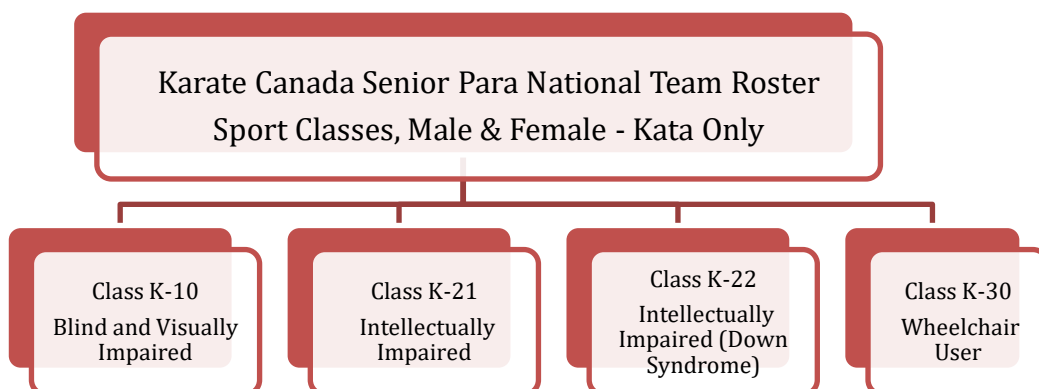 Karate Canada Senior Para National Team Roster
Sport Classes, Male & Female - Kata Only
Class K-10
Blind and Visually
Impaired
Class K-21
Intellectually
Impaired
Class K-22
Intellectually
Impaired (Down
Syndrome)
Class K-30
Wheelchair
User